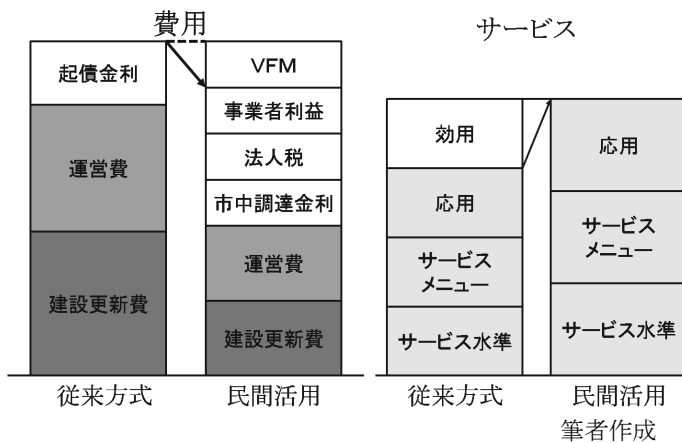 費用
起債金利
運営費
建設更新費
VFM
事業者利益
法人税
市中調達金利
運営費
建設更新費
従来方式
民間活用
サービス
効用
応用
サービス
メニュー
サービス水準
応用
サービス
メニュー
サービス水準
従来方式
民間活用
筆者作成